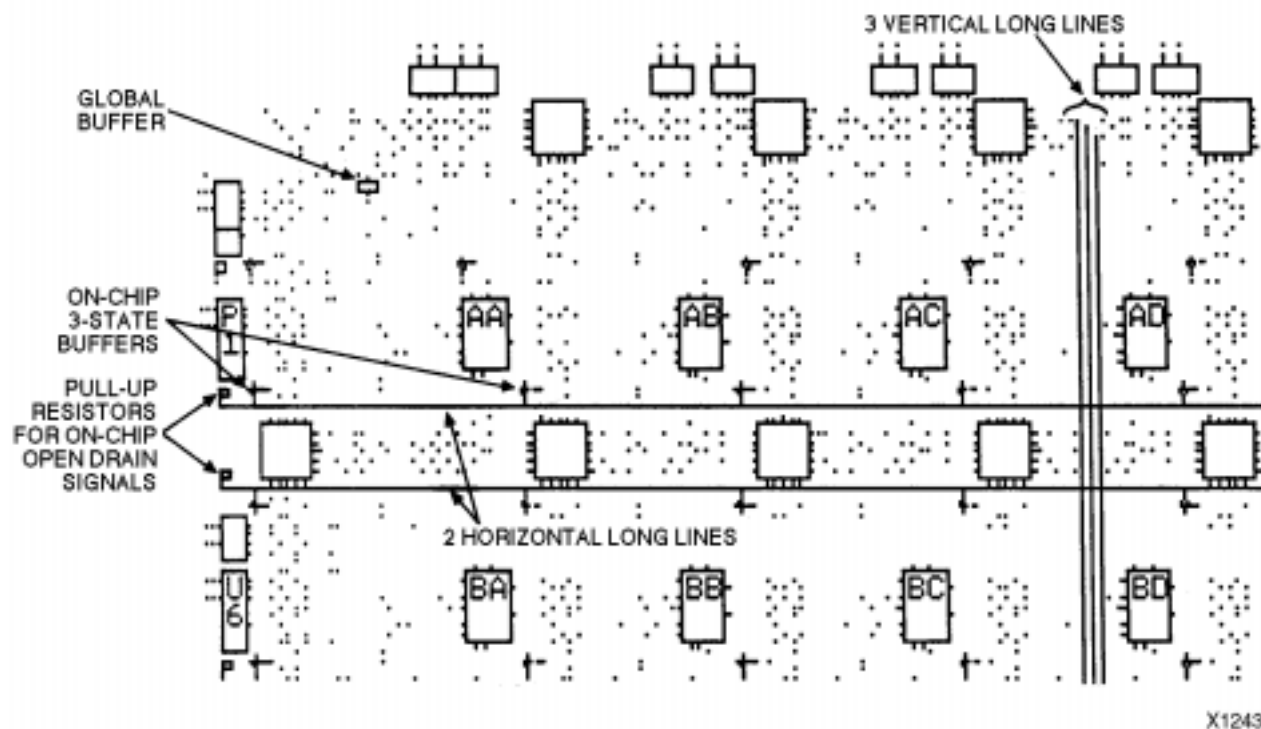 3 VERTICAL LONG LINES
GLOBAL
BUFFER
ON-CHIP
3-STATE
BUFFERS
P
1
AA
AB
AC
AD
PULL-UP
RESISTORS
FOR ON-CHIP
OPEN DRAIN
SIGNALS
2 HORIZONTAL LONG LINES
U
6
BA
BB
BC
BD
X1243